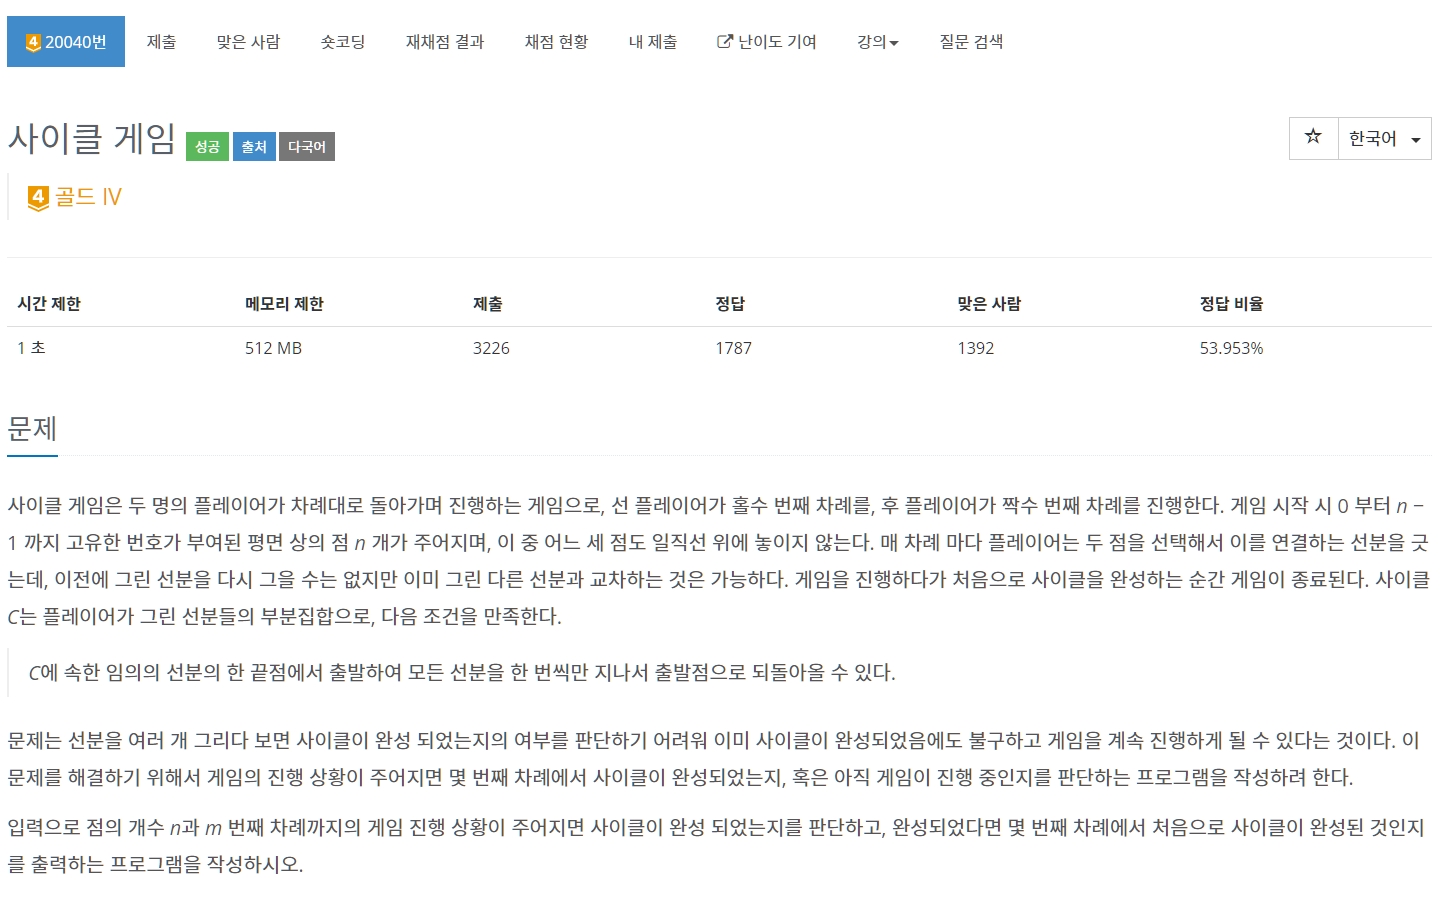 4 20040번 제출 맞은 사람 숏코딩 재채점 결과 채점 현황 내 제출 난이도 기여 강의 질문 검색
사이클 게임 성공 출처 다국어 한국어
4 골드 IV
시간 제한 메모리 제한 제출 정답 맞은 사람 정답 비율
1 초 512 MB 3226 1787 1392 53.953%
문제
사이클 게임은 두 명의 플레이어가 차례대로 돌아가며 진행하는 게임으로, 선 플레이어가 홀수 번째 차례를, 후 플레이어가 짝수 번째 차례를 진행한다. 게임 시작 시 0 부터 n −
1 까지 고유한 번호가 부여된 평면 상의 점 n 개가 주어지며, 이 중 어느 세 점도 일직선 위에 놓이지 않는다. 매 차례 마다 플레이어는 두 점을 선택해서 이를 연결하는 선분을 긋
는데, 이전에 그린 선분을 다시 그을 수는 없지만 이미 그린 다른 선분과 교차하는 것은 가능하다. 게임을 진행하다가 처음으로 사이클을 완성하는 순간 게임이 종료된다. 사이클
C는 플레이어가 그린 선분들의 부분집합으로, 다음 조건을 만족한다.
C에 속한 임의의 선분의 한 끝점에서 출발하여 모든 선분을 한 번씩만 지나서 출발점으로 되돌아올 수 있다.
문제는 선분을 여러 개 그리다 보면 사이클이 완성 되었는지의 여부를 판단하기 어려워 이미 사이클이 완성되었음에도 불구하고 게임을 계속 진행하게 될 수 있다는 것이다. 이
문제를 해결하기 위해서 게임의 진행 상황이 주어지면 몇 번째 차례에서 사이클이 완성되었는지, 혹은 아직 게임이 진행 중인지를 판단하는 프로그램을 작성하려 한다.
입력으로 점의 개수 n과 m 번째 차례까지의 게임 진행 상황이 주어지면 사이클이 완성 되었는지를 판단하고, 완성되었다면 몇 번째 차례에서 처음으로 사이클이 완성된 것인지
를 출력하는 프로그램을 작성하시오.